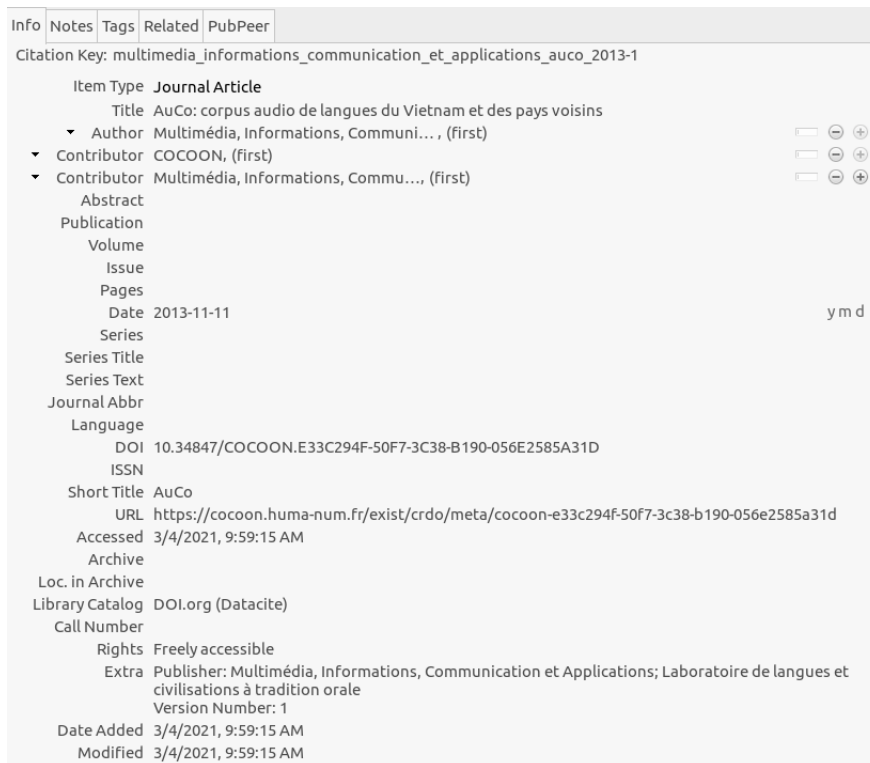 Info Notes Tags Related PubPeer
Citation Key: multimedia_informations_communication_et_applications_auco_2013-1
Item Type Journal Article
Title AuCo: corpus audio de langues du Vietnam et des pays voisins
Author Multimédia, Informations, Communi… , (first)
Contributor COCOON, (first)
Contributor Multimédia, Informations, Commu…, (first)
Abstract
Publication
Volume
Issue
Pages
Date 2013-11-11 y m d
Series
Series Title
Series Text
Journal Abbr
Language
DOI 10.34847/COCOON.E33C294F-50F7-3C38-B190-056E2585A31D
ISSN
Short Title AuCo
URL https://cocoon.huma-num.fr/exist/crdo/meta/cocoon-e33c294f-50f7-3c38-b190-056e2585a31d
Accessed 3/4/2021, 9:59:15 AM
Archive
Loc. in Archive
Library Catalog DOI.org (Datacite)
Call Number
Rights Freely accessible
Extra Publisher: Multimédia, Informations, Communication et Applications; Laboratoire de langues et
civilisations à tradition orale
Version Number: 1
Date Added 3/4/2021, 9:59:15 AM
Modified 3/4/2021, 9:59:15 AM